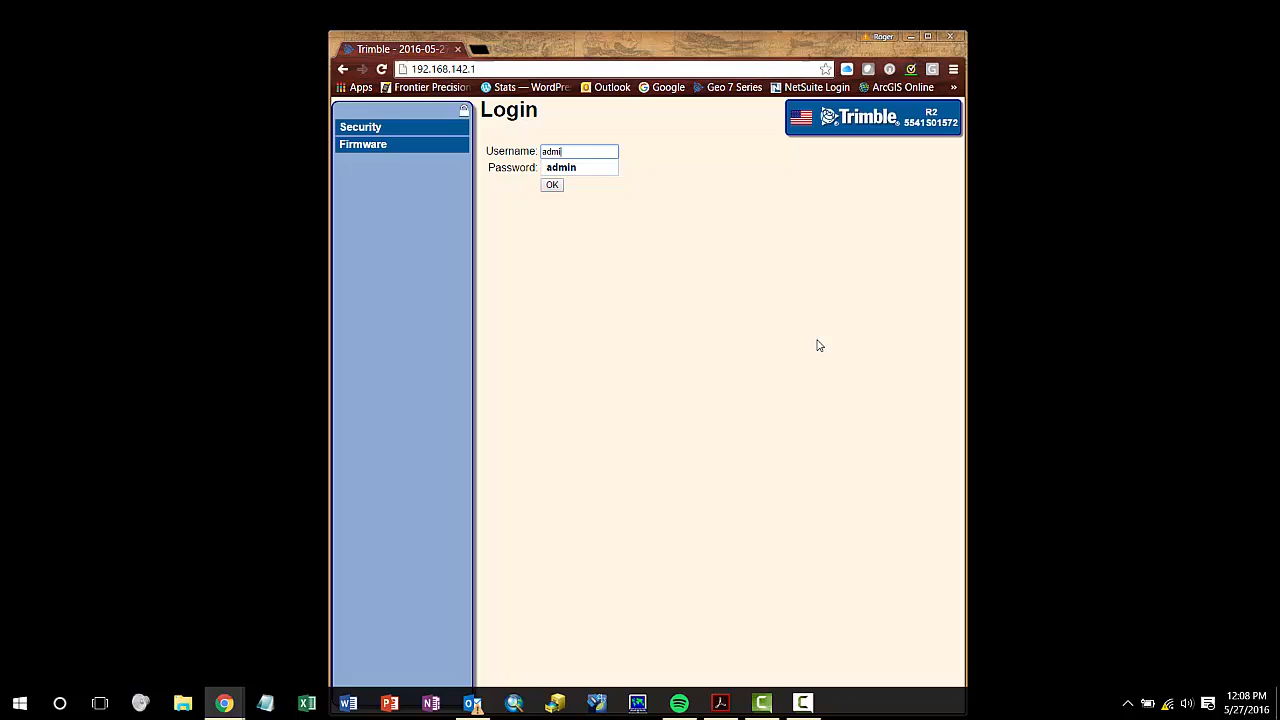 Roger
Trimble - 2016-05-2
192.168.142.1
Apps
Frontier Precision
Stats — WordPre
Outlook
Google
Geo 7 Series
NetSuite Login
ArcGIS Online
»
Security
Firmware
Login
Trimble
R2
5541S01572
Username: admi
Password:
admin
OK
12:08 PM
5/27/2016